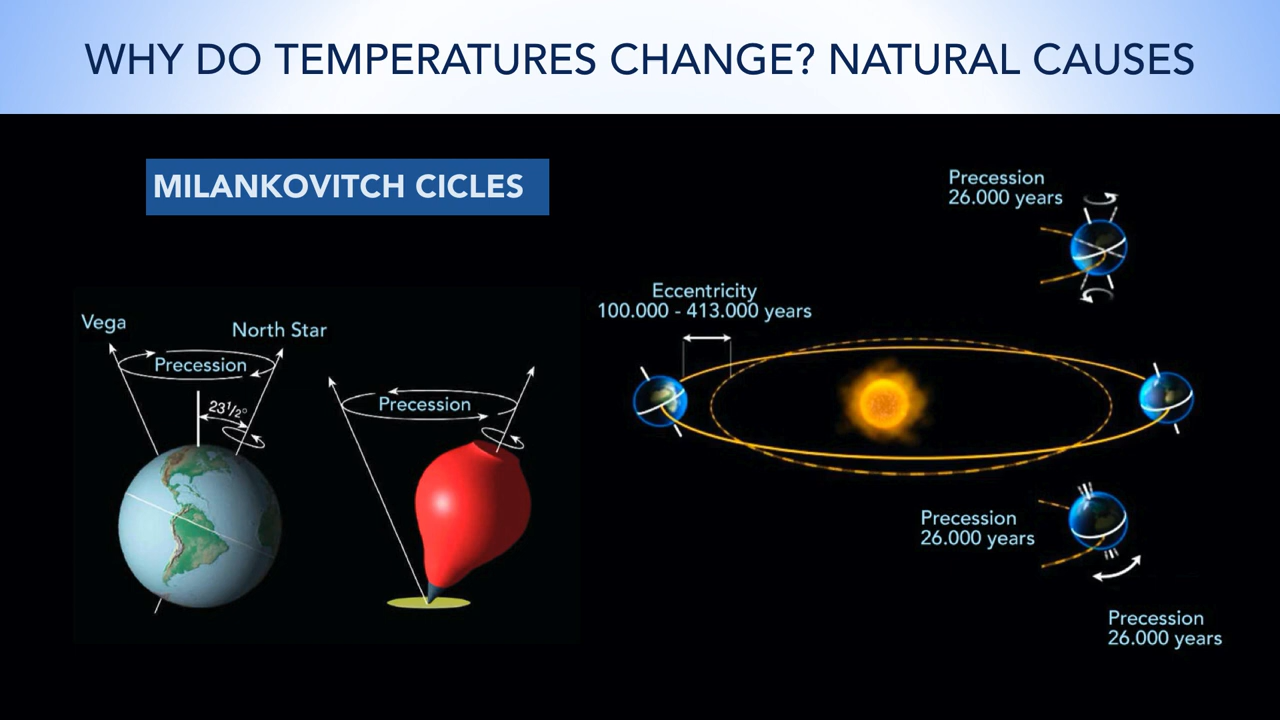 WHY DO TEMPERATURES CHANGE? NATURAL CAUSES
MILANKOVITCH CICLES
Vega
North Star
Precession
23½°
Precession
Eccentricity
100.000 - 413.000 years
Precession
26.000 years
Precession
26.000 years
Precession
26.000 years